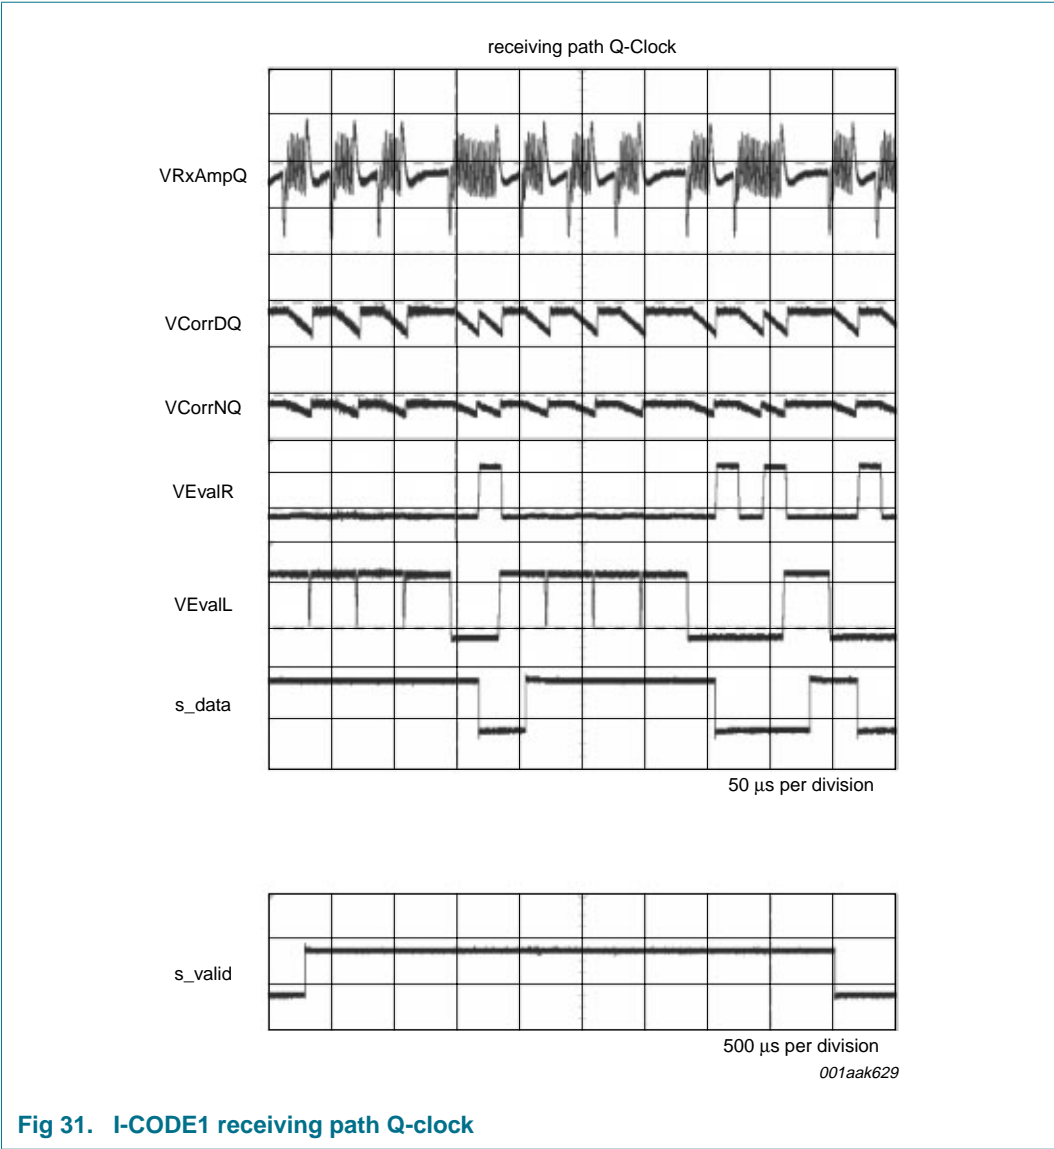 receiving path Q-Clock
VRxAmpQ
VCorrDQ
VCorrNQ
VEvalR
VEvalL
s_data
50 μs per division
s_valid
500 μs per division
001aak629
Fig 31. I-CODE1 receiving path Q-clock